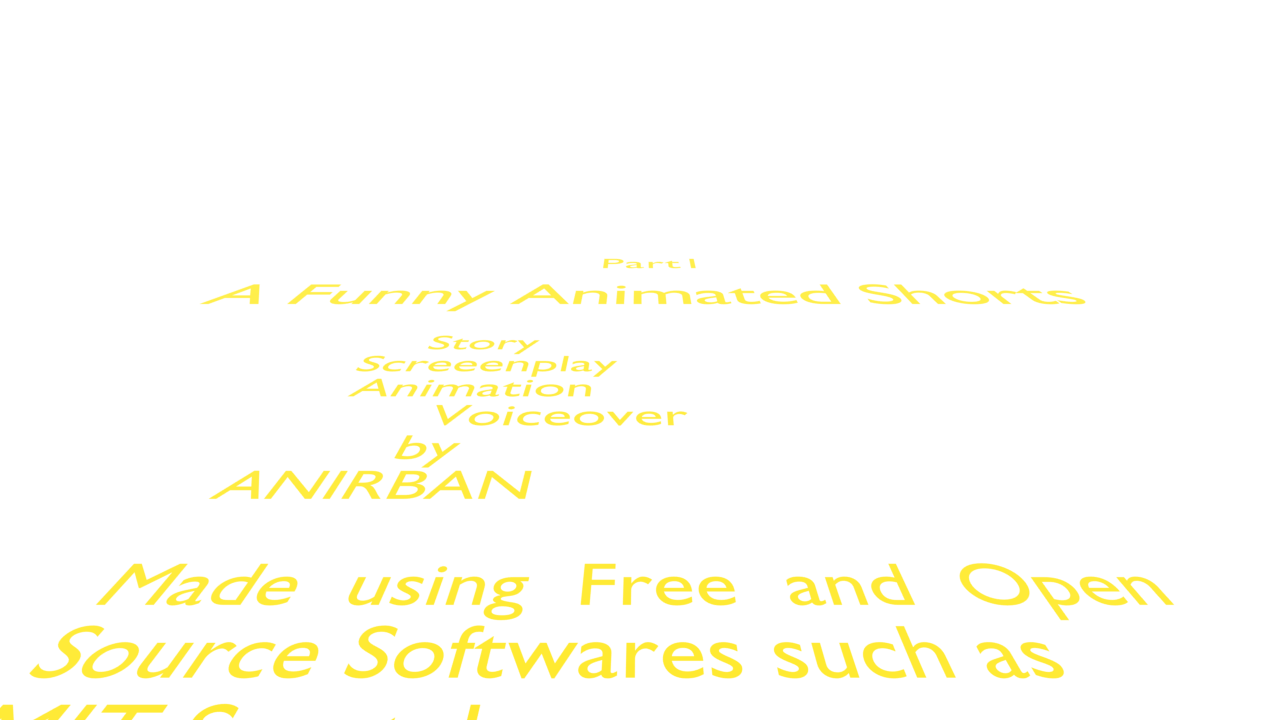 Part I
A Funny Animated Shorts
Story
Screeenplay
Animation
Voiceover
by
ANIRBAN
Made using Free and Open
Source Softwares such as
MIT